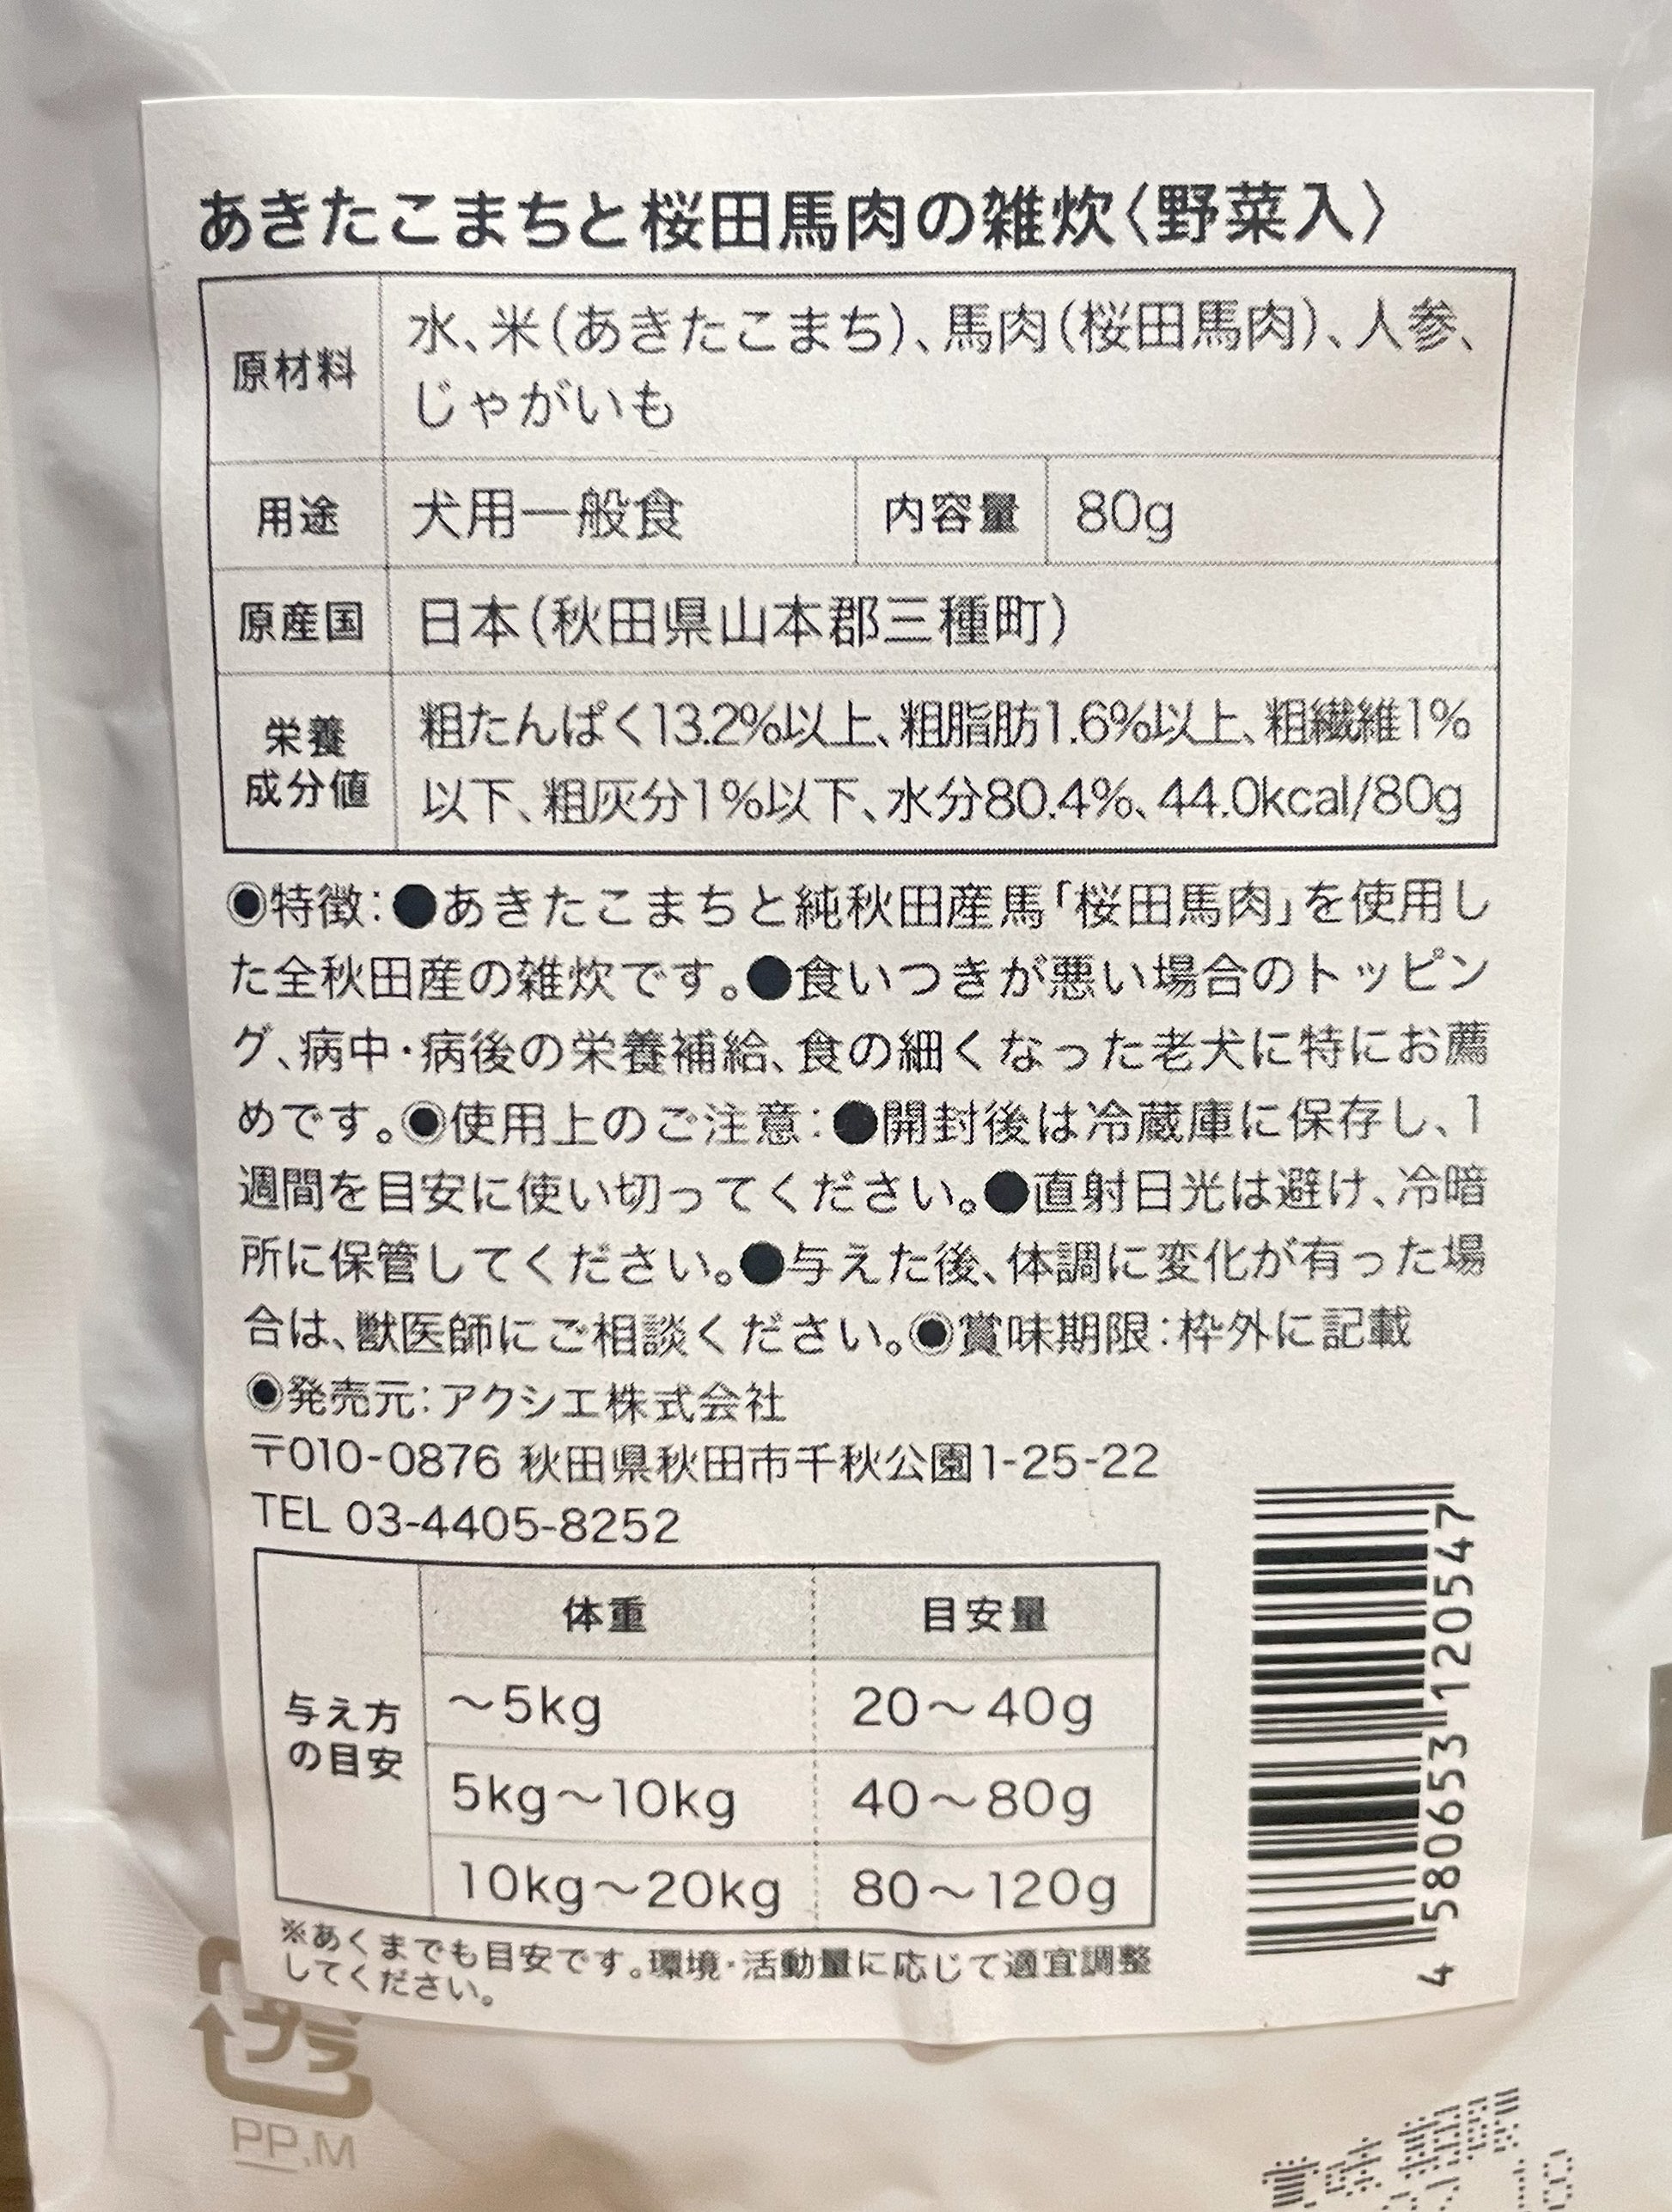 あきたこまちと桜田馬肉の雑炊〈野菜入〉
原材料 水、米(あきたこまち)、馬肉(桜田馬肉)、人参、
じゃがいも
用途 犬用一般食 内容量 80g
原産国 日本(秋田県山本郡三種町)
栄養
成分値
粗たんぱく13.2%以上、粗脂肪1.6%以上、粗繊維1%
以下、粗灰分1%以下、水分80.4%、44.0kcal/80g
◉特徴:●あきたこまちと純秋田産馬「桜田馬肉」を使用し
た全秋田産の雑炊です。●食いつきが悪い場合のトッピン
グ、病中・病後の栄養補給、食の細くなった老犬に特にお薦
めです。◉使用上のご注意:●開封後は冷蔵庫に保存し、1
週間を目安に使い切ってください。●直射日光は避け、冷暗
所に保管してください。●与えた後、体調に変化が有った場
合は、獣医師にご相談ください。◉賞味期限:枠外に記載
◉発売元:アクシエ株式会社
〒010-0876 秋田県秋田市千秋公園1-25-22
TEL 03-4405-8252
与え方
の目安
体重 目安量
〜5kg 20〜40g
5kg〜10kg 40〜80g
10kg〜20kg 80〜120g
※あくまでも目安です。環境・活動量に応じて適宜調整
してください。
4 580653 120547
プラ
PP,M
賞味期限